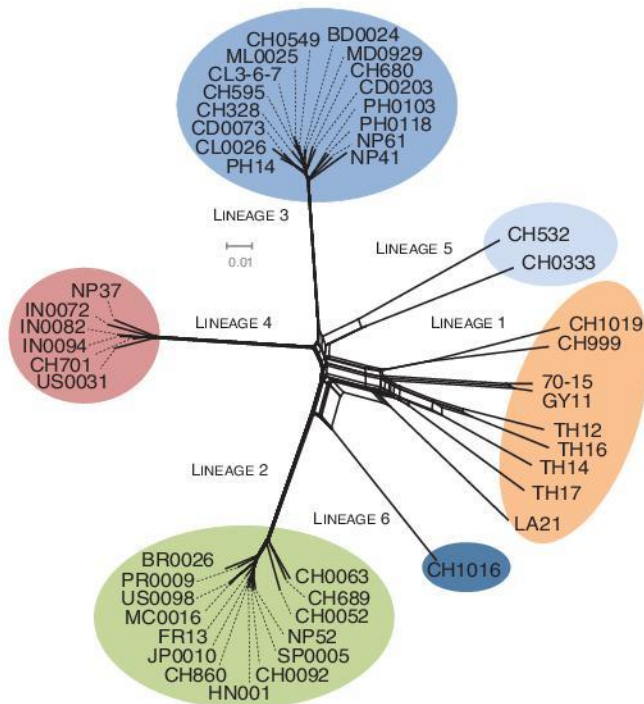 CH0549
BD0024
ML0025
MD0929
CL3-6-7
CH680
CH595
CD0203
CH328
PH0103
CD0073
PH0118
CL0026
NP61
PH14
NP41
LINEAGE 3
0.01
LINEAGE 5
CH532
CH0333
NP37
IN0072
IN0082
IN0094
CH701
US0031
LINEAGE 4
LINEAGE 1
CH1019
CH999
70-15
GY11
TH12
TH16
TH14
TH17
LA21
LINEAGE 2
LINEAGE 6
CH1016
BR0026
PR0009
US0098
MC0016
FR13
JP0010
CH860
HN001
CH0063
CH689
CH0052
NP52
SP0005
CH0092